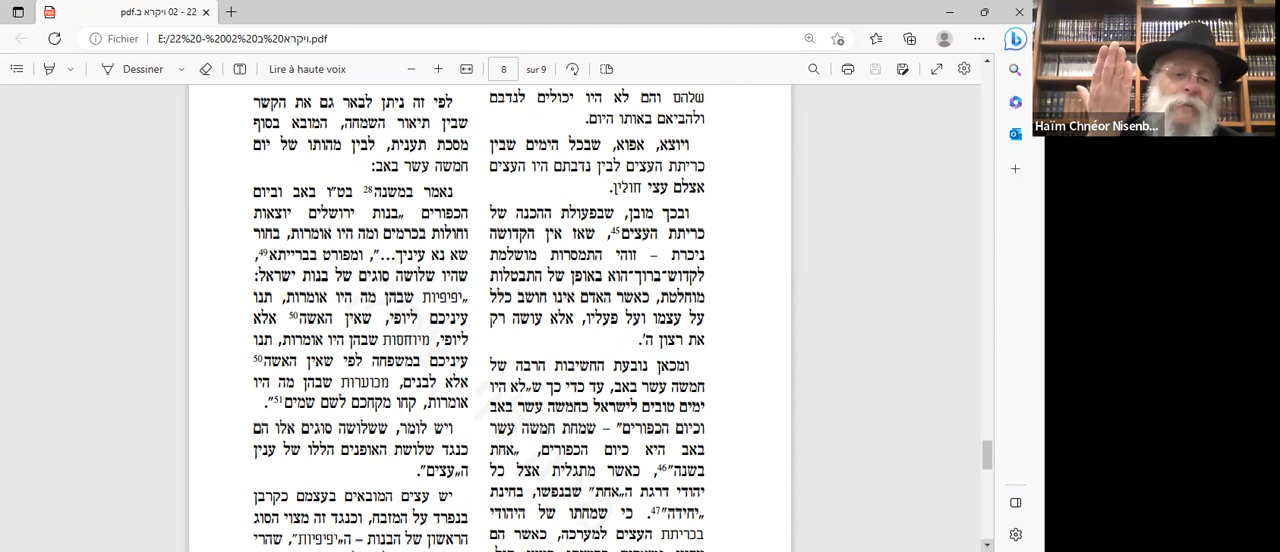 02 - 22 ויקרא ב.pdf
Fichier
E:/22%20-%2002%20ויקרא%20ב.pdf
Dessiner
Lire à haute voix
8
sur 9
Haïm Chnéor Nisenb...
שלהם והם לא היו יכולים לנדבם
ולהביאם באותו היום.
ויוצא, אפוא, שבכל הימים שבין
כריתת העצים לבין נדבתם היו העצים
אצלם עצי חולין.
ובכך מובן, שבפעולת ההכנה של
כריתת העצים45, שאז אין הקדושה
ניכרת – זוהי התמסרות מושלמת
לקדוש־ברוך־הוא באופן של התבטלות
מוחלטת, כאשר האדם אינו חושב כלל
על עצמו ועל פעליו, אלא עושה רק
את רצון ה'.
ומכאן נובעת החשיבות הרבה של
חמשה עשר באב, עד כדי כך ש„לא היו
ימים טובים לישראל כחמשה עשר באב
וכיום הכפורים" – שמחת חמשה עשר
באב היא כיום הכפורים, „אחת
בשנה"46, כאשר מתגלית אצל כל
יהודי דרגת ה„אחת" שבנפשו, בחינת
„יחידה"47. כי שמחתו של היהודי
בכריתת העצים למערכה, כאשר הם
לפי זה ניתן לבאר גם את הקשר
שבין תיאור השמחה, המובא בסוף
מסכת תענית, לבין מהותו של יום
חמשה עשר באב:
נאמר במשנה28 בט"ו באב וביום
הכפורים „בנות ירושלים יוצאות
וחולות בכרמים ומה היו אומרות, בחור
שא נא עיניך...", ומפורט בברייתא49,
שהיו שלושה סוגים של בנות ישראל:
„יפיפיות שבהן מה היו אומרות, תנו
עיניכם ליופי, שאין האשה50 אלא
ליופי, מיוחסות שבהן היו אומרות, תנו
עיניכם במשפחה לפי שאין האשה50
אלא לבנים, מכוערות שבהן מה היו
אומרות, קחו מקחכם לשם שמים51".
ויש לומר, ששלושה סוגים אלו הם
כנגד שלושת האופנים הללו של ענין
ה„עצים".
יש עצים המובאים בעצמם כקרבן
בנפרד על המזבח, וכנגד זה מצוי הסוג
הראשון של הבנות – ה„יפיפיות", שהרי